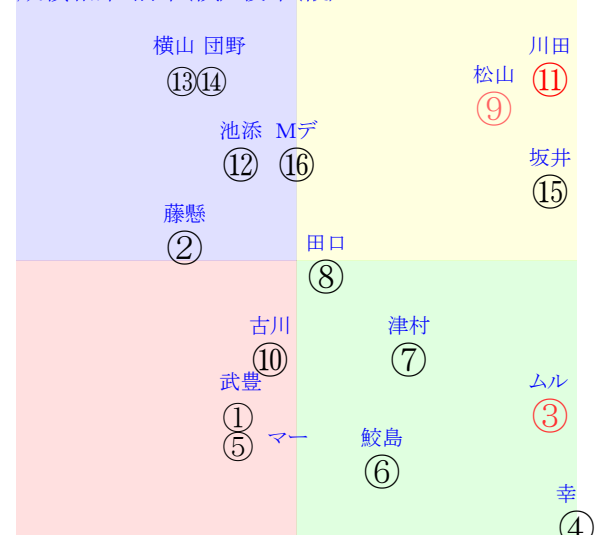 横山 団野
川田
松山
⑬⑭
⑪
⑨
池添 Mデ
坂井
⑫ ⑯
⑮
藤懸
②
田口
⑧
古川
津村
⑩
⑦
武豊
ムル
①
③
⑤
マー
鮫島
⑥
幸
④